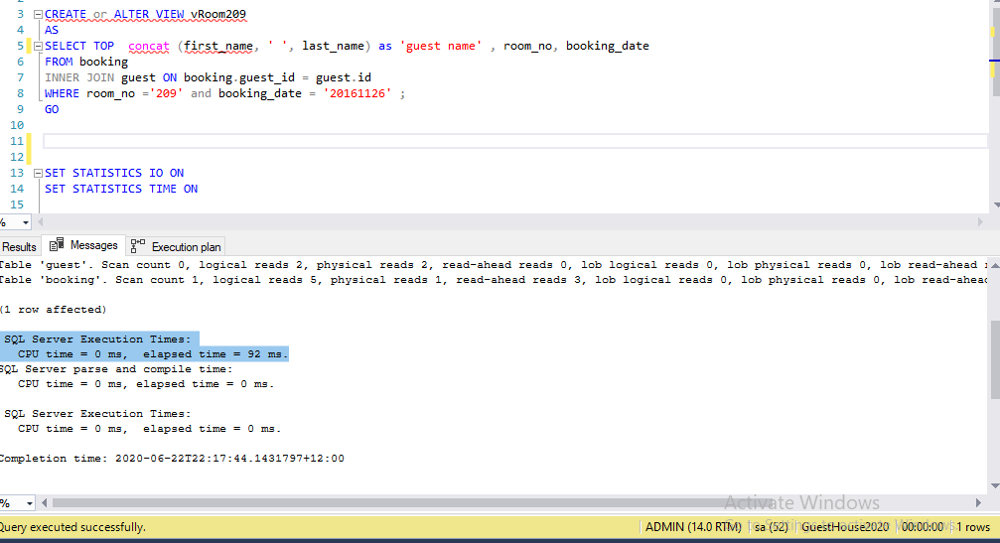 2
3 CREATE or ALTER VIEW vRoom209
4 AS
5 SELECT TOP  concat (first_name, ' ', last_name) as 'guest name' , room_no, booking_date
6 FROM booking
7 INNER JOIN guest ON booking.guest_id = guest.id
8 WHERE room_no ='209' and booking_date = '20161126' ;
9 GO
10
11
12
13 SET STATISTICS IO ON
14 SET STATISTICS TIME ON
15
%
Results Messages Execution plan
Table 'guest'. Scan count 0, logical reads 2, physical reads 2, read-ahead reads 0, lob logical reads 0, lob physical reads 0, lob read-ahead
Table 'booking'. Scan count 1, logical reads 5, physical reads 1, read-ahead reads 3, lob logical reads 0, lob physical reads 0, lob read-ahead
(1 row affected)
SQL Server Execution Times:
CPU time = 0 ms,  elapsed time = 92 ms.
SQL Server parse and compile time:
CPU time = 0 ms, elapsed time = 0 ms.
SQL Server Execution Times:
CPU time = 0 ms,  elapsed time = 0 ms.
Completion time: 2020-06-22T22:17:44.1431797+12:00
%
Activate Windows
Query executed successfully. ADMIN (14.0 RTM) sa (52) GuestHouse2020 00:00:00 1 rows